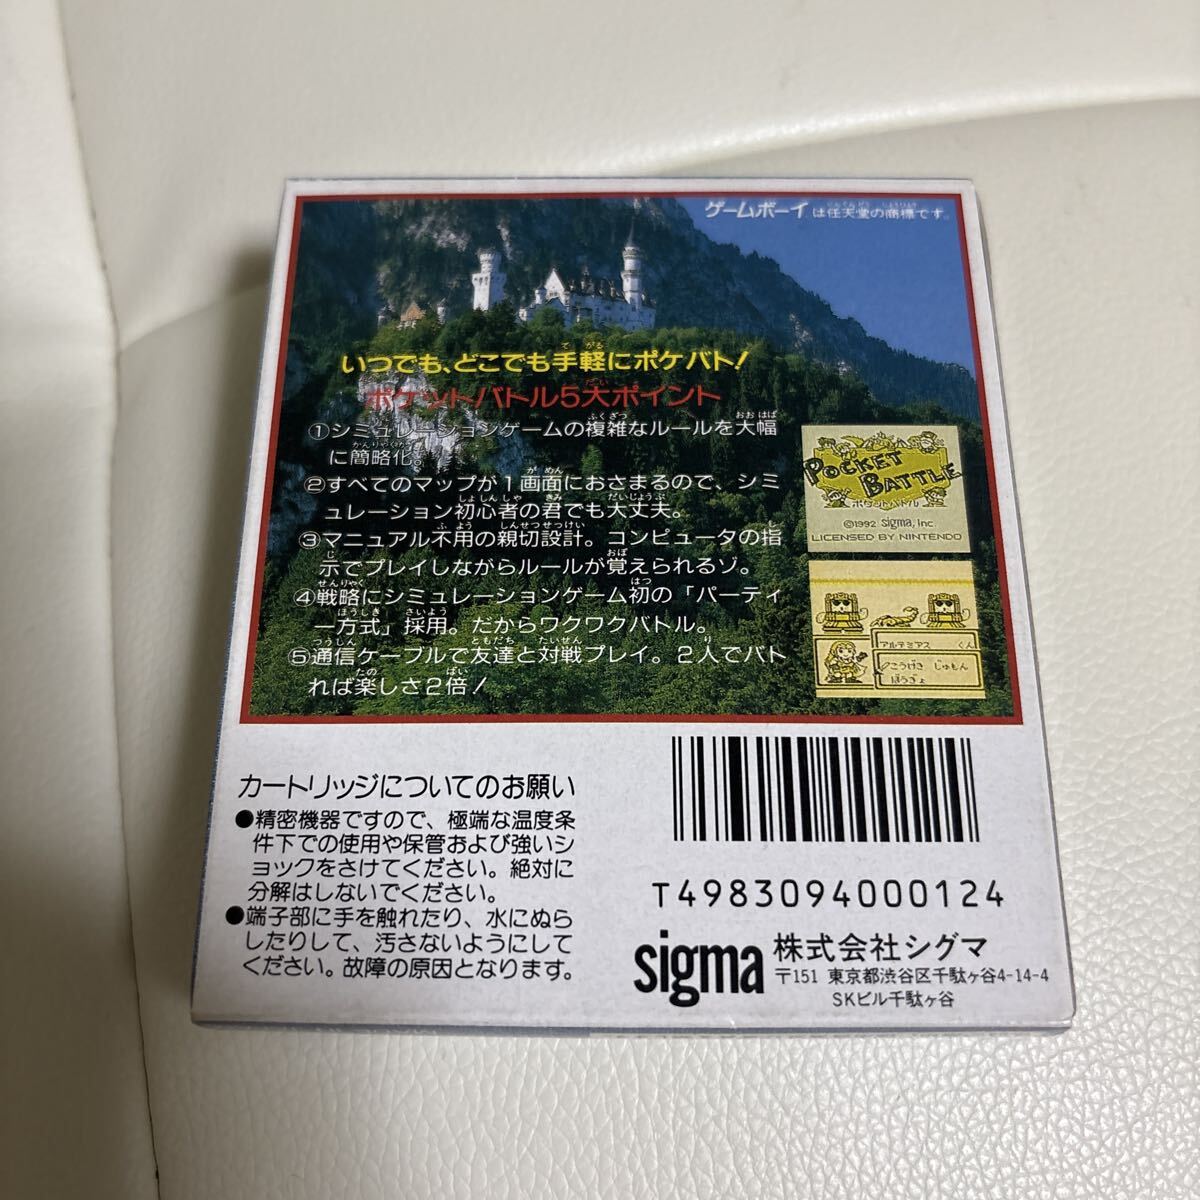 ゲームボーイは任天堂の商標です。
いつでも、どこでも手軽にポケバト!
ポケットバトル5大ポイント
①シミュレーションゲームの複雑なルールを大幅
に簡略化。
②すべてのマップが1画面におさまるので、シミ
ュレーション初心者の君でも大丈夫。
③マニュアル不用の親切設計。コンピュータの指
示でプレイしながらルールが覚えられるゾ。
④戦略にシミュレーションゲーム初の「パーティ
ー方式」採用。だからワクワクバトル。
⑤通信ケーブルで友達と対戦プレイ。2人でバト
れば楽しさ2倍!
POCKET
BATTLE
ポケットバトル
©1992 sigma, Inc.
LICENSED BY NINTENDO
アルテミアス くん
こうげき じゅもん
ぼうぎょ
カートリッジについてのお願い
●精密機器ですので、極端な温度条
件下での使用や保管および強いシ
ョックをさけてください。絶対に
分解はしないでください。
●端子部に手を触れたり、水にぬら
したりして、汚さないようにして
ください。故障の原因となります。
T4983094000124
sigma 株式会社シグマ
〒151 東京都渋谷区千駄ヶ谷4-14-4
SKビル千駄ヶ谷